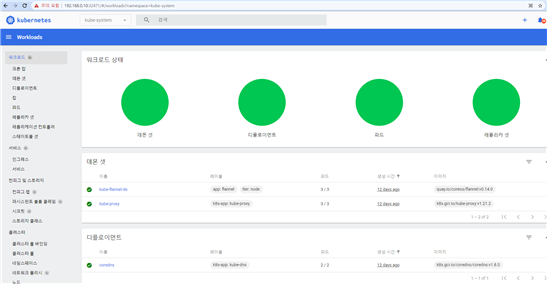 주의 요함
kubernetes
kube-system
검색
Workloads
워크로드
크론 잡
데몬 셋
디플로이먼트
잡
파드
레플리카 셋
레플리케이션 컨트롤러
스테이트풀 셋
서비스
인그레스
서비스
컨피그 및 스토리지
컨피그 맵
퍼시스턴트 볼륨 클레임
시크릿
스토리지 클래스
클러스터
클러스터 롤 바인딩
클러스터 롤
네임스페이스
네트워크 폴리시
노드
워크로드 상태
데몬 셋
디플로이먼트
파드
레플리카 셋
데몬 셋
이름 레이블 파드 생성 시간 ↑ 이미지
kube-flannel-ds app: flannel tier: node 3 / 3 12 days ago quay.io/coreos/flannel:v0.14.0
kube-proxy k8s-app: kube-proxy 3 / 3 12 days ago k8s.gcr.io/kube-proxy:v1.21.2
1 – 2 of 2
디플로이먼트
이름 레이블 파드 생성 시간 ↑ 이미지
coredns k8s-app: kube-dns 2 / 2 12 days ago k8s.gcr.io/coredns/coredns:v1.8.0
1 – 1 of 1